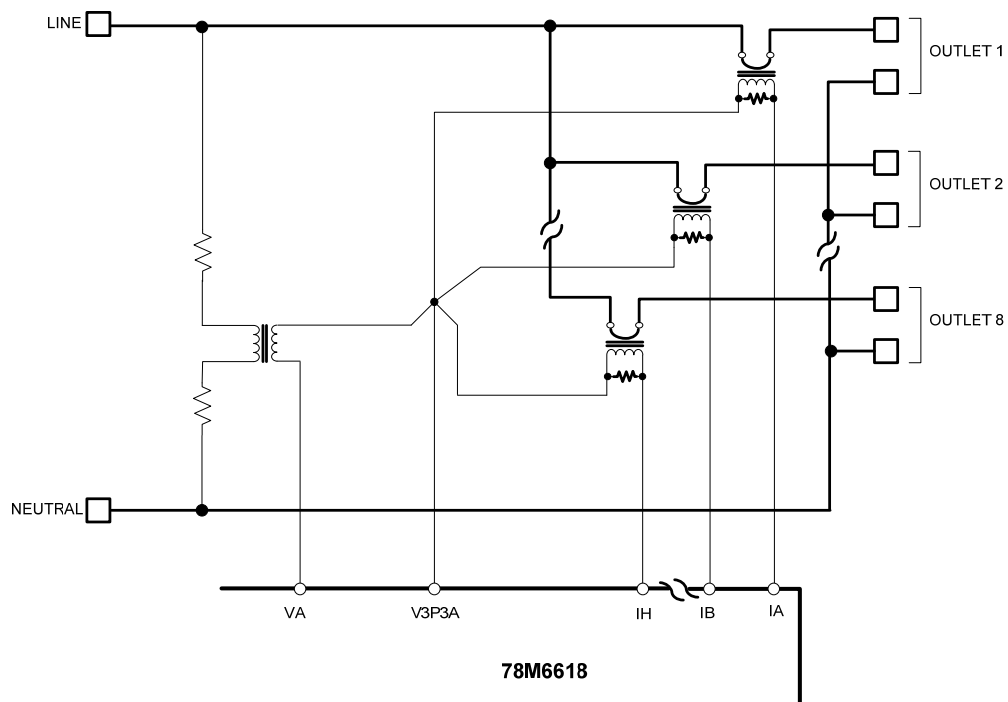 LINE
OUTLET 1
OUTLET 2
OUTLET 8
NEUTRAL
VA
V3P3A
IH
IB
IA
78M6618